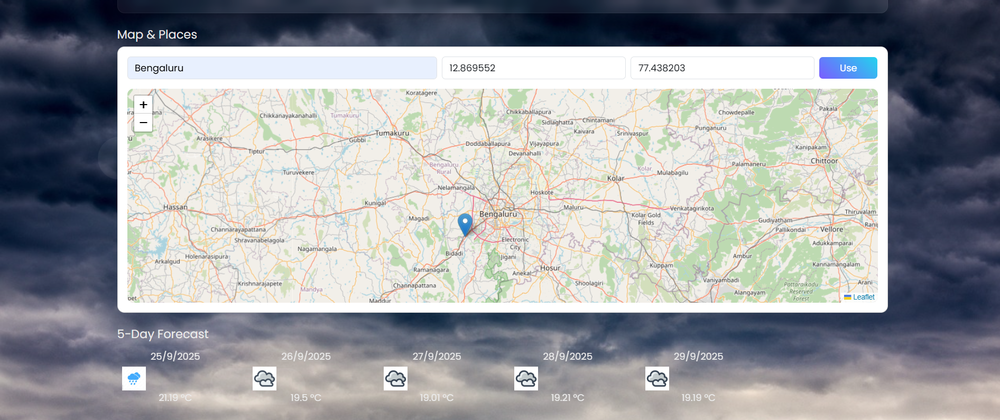 Map & Places
Bengaluru 12.869552 77.438203 Use
+
−
Koratagere
Chikkanayakanahalli Tumakuru Chikkaballapura Chowdepalle Pakala
Sidlaghatta Chintamani
Tumakuru Kaivara Srinivaspur Punganuru
Arasikere Gubbi Doddaballapura Vijayapura
Tiptur Devanahalli Kanipakam
Chittoor
Bengaluru Rural Palamaneru
Turuvekere Kolar Mulabagilu
Kolar
Nelamangala Hoskote
Hassan Kunigal Maluru Venkatagirikota
Magadi Bengaluru Kolar Gold Fields Gudiyatham Thiruvalam
Channarayapattana Pallikondai Vellore
Shravanabelagola Electronic City Adukkamparai
Nagamangala Bidadi
Arkalgud Holenarasipura Jigani Ambur Kannamangalam
Ramanagara Anekal Hosur Kuppam
Krishnarajapete Channapattana Shoolagiri Vaniyambadi Arani
Mandya Alangayam Pattaraikadu Reserved Forest
Maddur
Leaflet
5-Day Forecast
25/9/2025 26/9/2025 27/9/2025 28/9/2025 29/9/2025
21.19 °C 19.5 °C 19.01 °C 19.21 °C 19.19 °C